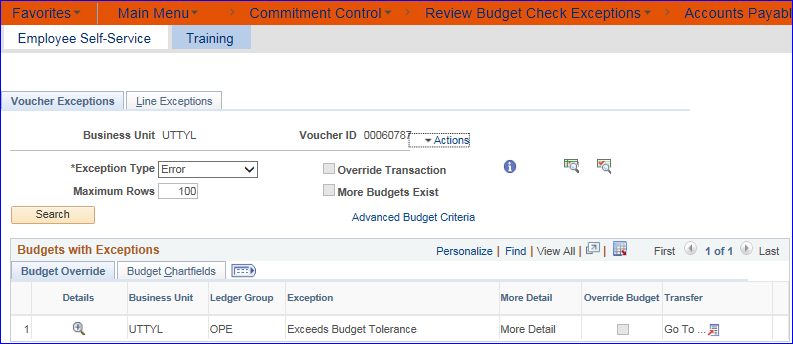 Favorites Main Menu Commitment Control Review Budget Check Exceptions Accounts Payabl
Employee Self-Service Training
Voucher Exceptions Line Exceptions
Business Unit UTTYL Voucher ID 00060787 Actions
*Exception Type Error Override Transaction
Maximum Rows 100 More Budgets Exist
Search Advanced Budget Criteria
Budgets with Exceptions Personalize | Find | View All | | First 1 of 1 Last
Budget Override Budget Chartfields
Details Business Unit Ledger Group Exception More Detail Override Budget Transfer
1 UTTYL OPE Exceeds Budget Tolerance More Detail Go To ...